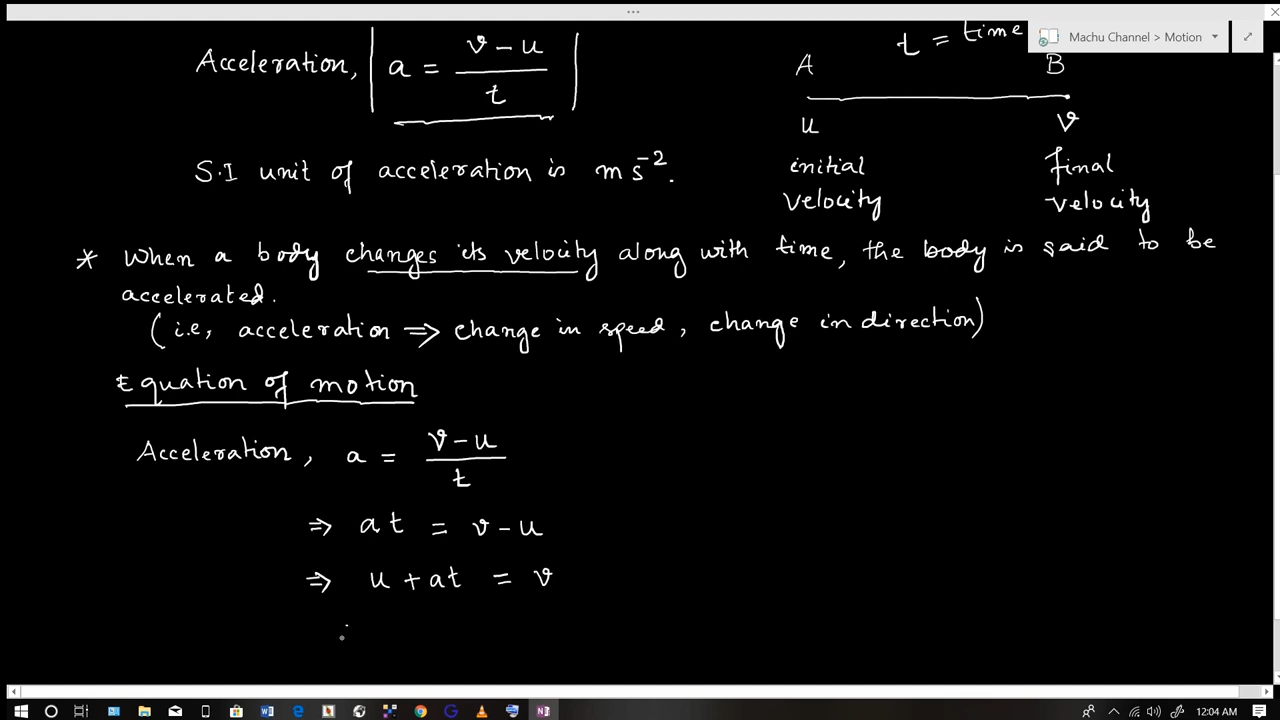 ...
t = time
Machu Channel > Motion
Acceleration, | a = (v - u)/t |
A B
u v
initial final
velocity velocity
S.I unit of acceleration is m s⁻².
* When a body changes its velocity along with time, the body is said to be
accelerated.
(i.e, acceleration ⇒ change in speed, change in direction)
Equation of motion
Acceleration, a = (v - u)/t
⇒ at = v - u
⇒ u + at = v
12:04 AM